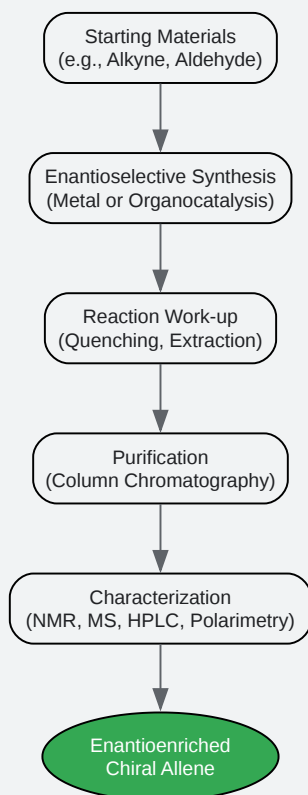 Starting Materials
(e.g., Alkyne, Aldehyde)
Enantioselective Synthesis
(Metal or Organocatalysis)
Reaction Work-up
(Quenching, Extraction)
Purification
(Column Chromatography)
Characterization
(NMR, MS, HPLC, Polarimetry)
Enantioenriched
Chiral Allene